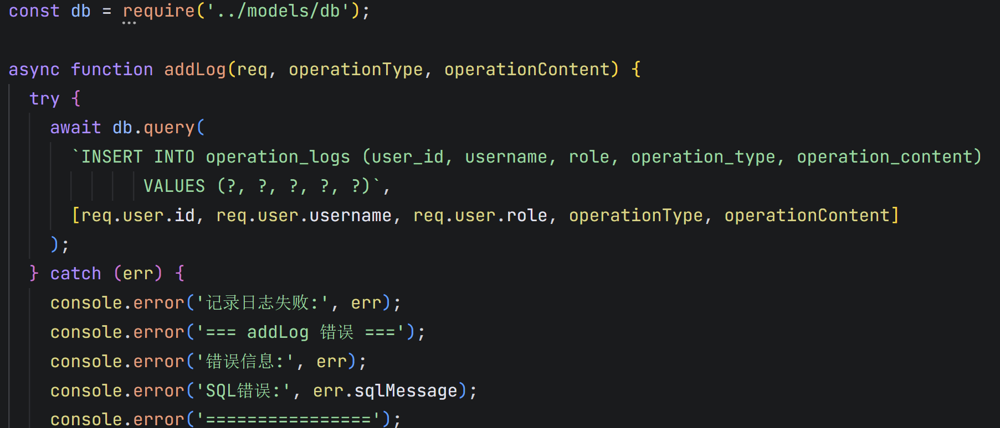 const db = require('../models/db');
async function addLog(req, operationType, operationContent) {
try {
await db.query(
`INSERT INTO operation_logs (user_id, username, role, operation_type, operation_content)
VALUES (?, ?, ?, ?, ?)`,
[req.user.id, req.user.username, req.user.role, operationType, operationContent]
);
} catch (err) {
console.error('记录日志失败:', err);
console.error('=== addLog 错误 ===');
console.error('错误信息:', err);
console.error('SQL错误:', err.sqlMessage);
console.error('================');